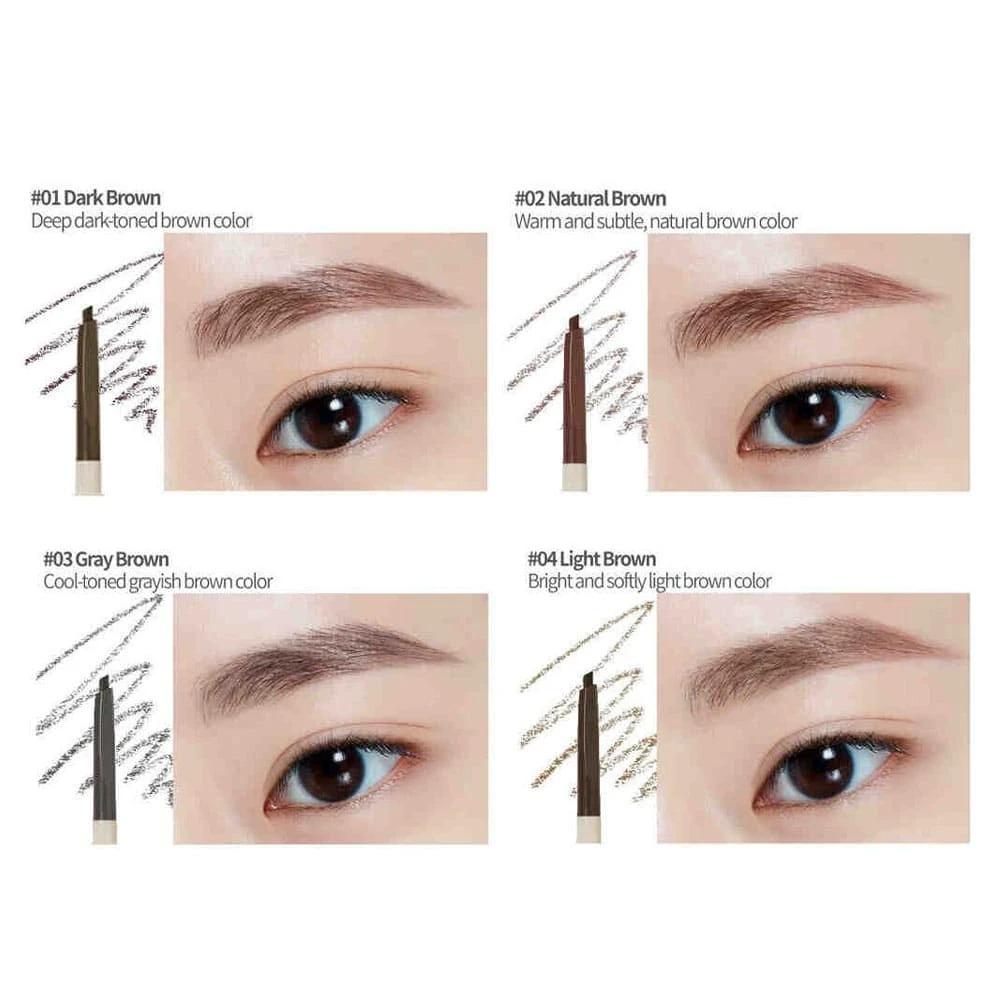 #01 Dark Brown
Deep dark-toned brown color
#02 Natural Brown
Warm and subtle, natural brown color
#03 Gray Brown
Cool-toned grayish brown color
#04 Light Brown
Bright and softly light brown color